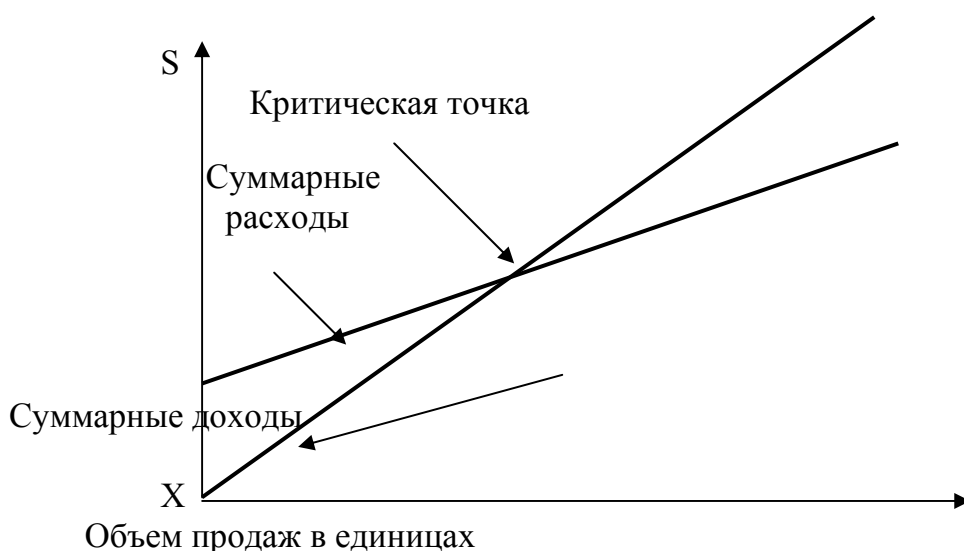 S
Критическая точка
Суммарные
расходы
Суммарные доходы
X
Объем продаж в единицах